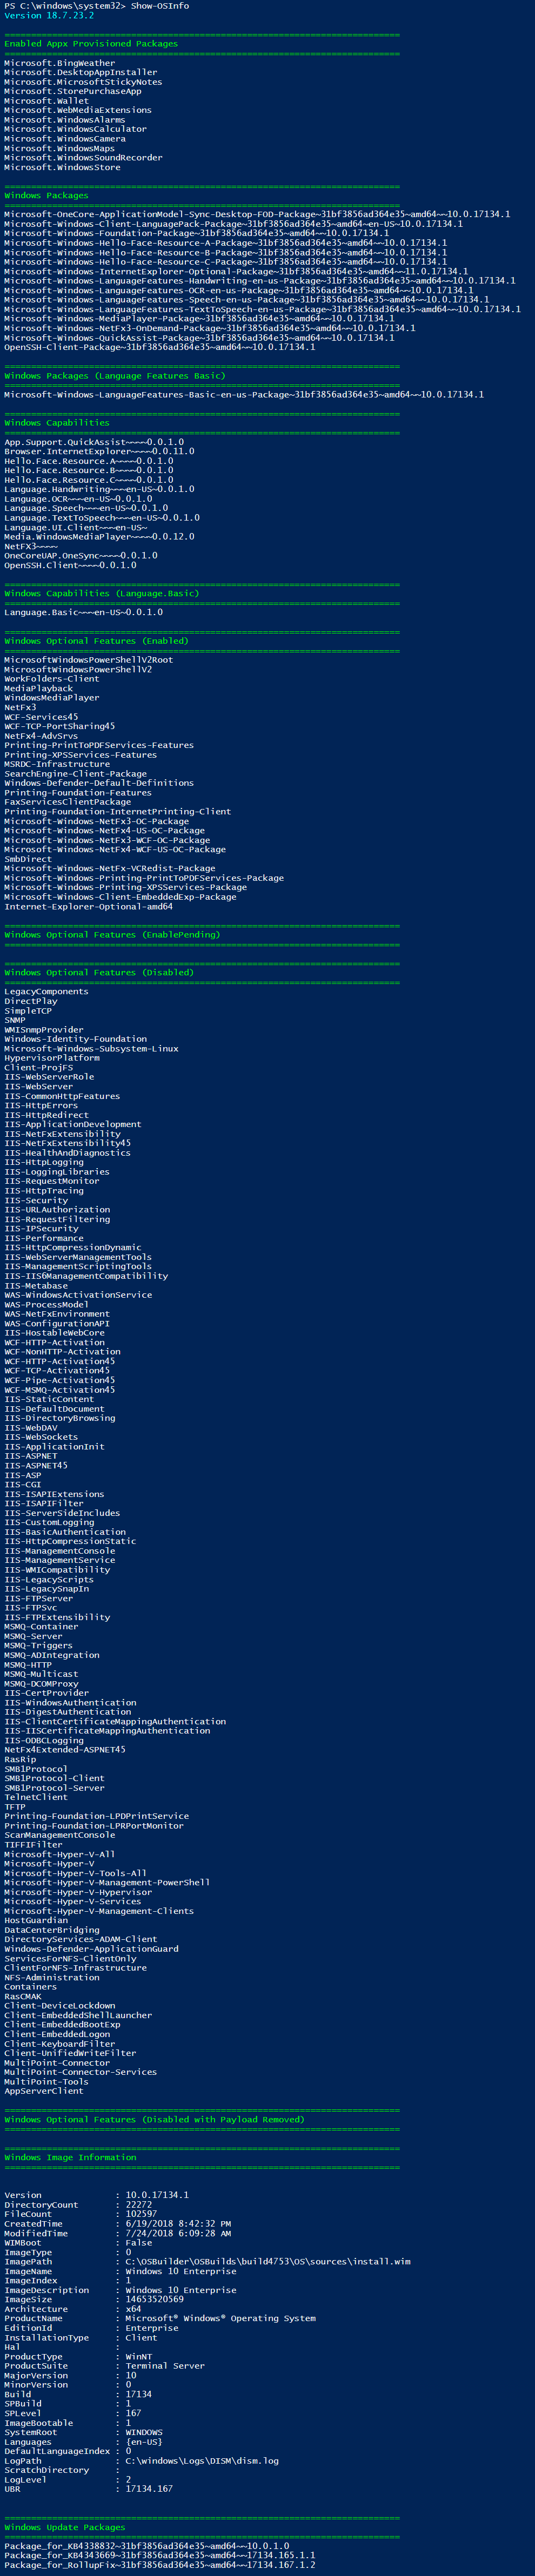 PS C:\windows\system32> Show-OSInfo
Version 18.7.23.2
===========================================================================
Enabled Appx Provisioned Packages
===========================================================================
Microsoft.BingWeather
Microsoft.DesktopAppInstaller
Microsoft.MicrosoftStickyNotes
Microsoft.StorePurchaseApp
Microsoft.Wallet
Microsoft.WebMediaExtensions
Microsoft.WindowsAlarms
Microsoft.WindowsCalculator
Microsoft.WindowsCamera
Microsoft.WindowsMaps
Microsoft.WindowsSoundRecorder
Microsoft.WindowsStore
===========================================================================
Windows Packages
===========================================================================
Microsoft-OneCore-ApplicationModel-Sync-Desktop-FOD-Package~31bf3856ad364e35~amd64~~10.0.17134.1
Microsoft-Windows-Client-LanguagePack-Package~31bf3856ad364e35~amd64~en-US~10.0.17134.1
Microsoft-Windows-Foundation-Package~31bf3856ad364e35~amd64~~10.0.17134.1
Microsoft-Windows-Hello-Face-Resource-A-Package~31bf3856ad364e35~amd64~~10.0.17134.1
Microsoft-Windows-Hello-Face-Resource-B-Package~31bf3856ad364e35~amd64~~10.0.17134.1
Microsoft-Windows-Hello-Face-Resource-C-Package~31bf3856ad364e35~amd64~~10.0.17134.1
Microsoft-Windows-InternetExplorer-Optional-Package~31bf3856ad364e35~amd64~~11.0.17134.1
Microsoft-Windows-LanguageFeatures-Handwriting-en-us-Package~31bf3856ad364e35~amd64~~10.0.17134.1
Microsoft-Windows-LanguageFeatures-OCR-en-us-Package~31bf3856ad364e35~amd64~~10.0.17134.1
Microsoft-Windows-LanguageFeatures-Speech-en-us-Package~31bf3856ad364e35~amd64~~10.0.17134.1
Microsoft-Windows-LanguageFeatures-TextToSpeech-en-us-Package~31bf3856ad364e35~amd64~~10.0.17134.1
Microsoft-Windows-MediaPlayer-Package~31bf3856ad364e35~amd64~~10.0.17134.1
Microsoft-Windows-NetFx3-OnDemand-Package~31bf3856ad364e35~amd64~~10.0.17134.1
Microsoft-Windows-QuickAssist-Package~31bf3856ad364e35~amd64~~10.0.17134.1
OpenSSH-Client-Package~31bf3856ad364e35~amd64~~10.0.17134.1
===========================================================================
Windows Packages (Language Features Basic)
===========================================================================
Microsoft-Windows-LanguageFeatures-Basic-en-us-Package~31bf3856ad364e35~amd64~~10.0.17134.1
===========================================================================
Windows Capabilities
===========================================================================
App.Support.QuickAssist~~~~0.0.1.0
Browser.InternetExplorer~~~~0.0.11.0
Hello.Face.Resource.A~~~~0.0.1.0
Hello.Face.Resource.B~~~~0.0.1.0
Hello.Face.Resource.C~~~~0.0.1.0
Language.Handwriting~~~en-US~0.0.1.0
Language.OCR~~~en-US~0.0.1.0
Language.Speech~~~en-US~0.0.1.0
Language.TextToSpeech~~~en-US~0.0.1.0
Language.UI.Client~~~en-US~
Media.WindowsMediaPlayer~~~~0.0.12.0
NetFX3~~~~
OneCoreUAP.OneSync~~~~0.0.1.0
OpenSSH.Client~~~~0.0.1.0
===========================================================================
Windows Capabilities (Language.Basic)
===========================================================================
Language.Basic~~~en-US~0.0.1.0
===========================================================================
Windows Optional Features (Enabled)
===========================================================================
MicrosoftWindowsPowerShellV2Root
MicrosoftWindowsPowerShellV2
WorkFolders-Client
MediaPlayback
WindowsMediaPlayer
NetFx3
WCF-Services45
WCF-TCP-PortSharing45
NetFx4-AdvSrvs
Printing-PrintToPDFServices-Features
Printing-XPSServices-Features
MSRDC-Infrastructure
SearchEngine-Client-Package
Windows-Defender-Default-Definitions
Printing-Foundation-Features
FaxServicesClientPackage
Printing-Foundation-InternetPrinting-Client
Microsoft-Windows-NetFx3-OC-Package
Microsoft-Windows-NetFx4-US-OC-Package
Microsoft-Windows-NetFx3-WCF-OC-Package
Microsoft-Windows-NetFx4-WCF-US-OC-Package
SmbDirect
Microsoft-Windows-NetFx-VCRedist-Package
Microsoft-Windows-Printing-PrintToPDFServices-Package
Microsoft-Windows-Printing-XPSServices-Package
Microsoft-Windows-Client-EmbeddedExp-Package
Internet-Explorer-Optional-amd64
===========================================================================
Windows Optional Features (EnablePending)
===========================================================================
===========================================================================
Windows Optional Features (Disabled)
===========================================================================
LegacyComponents
DirectPlay
SimpleTCP
SNMP
WMISnmpProvider
Windows-Identity-Foundation
Microsoft-Windows-Subsystem-Linux
HypervisorPlatform
Client-ProjFS
IIS-WebServerRole
IIS-WebServer
IIS-CommonHttpFeatures
IIS-HttpErrors
IIS-HttpRedirect
IIS-ApplicationDevelopment
IIS-NetFxExtensibility
IIS-NetFxExtensibility45
IIS-HealthAndDiagnostics
IIS-HttpLogging
IIS-LoggingLibraries
IIS-RequestMonitor
IIS-HttpTracing
IIS-Security
IIS-URLAuthorization
IIS-RequestFiltering
IIS-IPSecurity
IIS-Performance
IIS-HttpCompressionDynamic
IIS-WebServerManagementTools
IIS-ManagementScriptingTools
IIS-IIS6ManagementCompatibility
IIS-Metabase
WAS-WindowsActivationService
WAS-ProcessModel
WAS-NetFxEnvironment
WAS-ConfigurationAPI
IIS-HostableWebCore
WCF-HTTP-Activation
WCF-NonHTTP-Activation
WCF-HTTP-Activation45
WCF-TCP-Activation45
WCF-Pipe-Activation45
WCF-MSMQ-Activation45
IIS-StaticContent
IIS-DefaultDocument
IIS-DirectoryBrowsing
IIS-WebDAV
IIS-WebSockets
IIS-ApplicationInit
IIS-ASPNET
IIS-ASPNET45
IIS-ASP
IIS-CGI
IIS-ISAPIExtensions
IIS-ISAPIFilter
IIS-ServerSideIncludes
IIS-CustomLogging
IIS-BasicAuthentication
IIS-HttpCompressionStatic
IIS-ManagementConsole
IIS-ManagementService
IIS-WMICompatibility
IIS-LegacyScripts
IIS-LegacySnapIn
IIS-FTPServer
IIS-FTPSvc
IIS-FTPExtensibility
MSMQ-Container
MSMQ-Server
MSMQ-Triggers
MSMQ-ADIntegration
MSMQ-HTTP
MSMQ-Multicast
MSMQ-DCOMProxy
IIS-CertProvider
IIS-WindowsAuthentication
IIS-DigestAuthentication
IIS-ClientCertificateMappingAuthentication
IIS-IISCertificateMappingAuthentication
IIS-ODBCLogging
NetFx4Extended-ASPNET45
RasRip
SMB1Protocol
SMB1Protocol-Client
SMB1Protocol-Server
TelnetClient
TFTP
Printing-Foundation-LPDPrintService
Printing-Foundation-LPRPortMonitor
ScanManagementConsole
TIFFIFilter
Microsoft-Hyper-V-All
Microsoft-Hyper-V
Microsoft-Hyper-V-Tools-All
Microsoft-Hyper-V-Management-PowerShell
Microsoft-Hyper-V-Hypervisor
Microsoft-Hyper-V-Services
Microsoft-Hyper-V-Management-Clients
HostGuardian
DataCenterBridging
DirectoryServices-ADAM-Client
Windows-Defender-ApplicationGuard
ServicesForNFS-ClientOnly
ClientForNFS-Infrastructure
NFS-Administration
Containers
RasCMAK
Client-DeviceLockdown
Client-EmbeddedShellLauncher
Client-EmbeddedBootExp
Client-EmbeddedLogon
Client-KeyboardFilter
Client-UnifiedWriteFilter
MultiPoint-Connector
MultiPoint-Connector-Services
MultiPoint-Tools
AppServerClient
===========================================================================
Windows Optional Features (Disabled with Payload Removed)
===========================================================================
===========================================================================
Windows Image Information
===========================================================================
Version : 10.0.17134.1
DirectoryCount : 22272
FileCount : 102597
CreatedTime : 6/19/2018 8:42:32 PM
ModifiedTime : 7/24/2018 6:09:28 AM
WIMBoot : False
ImageType : 0
ImagePath : C:\OSBuilder\OSBuilds\build4753\OS\sources\install.wim
ImageName : Windows 10 Enterprise
ImageIndex : 1
ImageDescription : Windows 10 Enterprise
ImageSize : 14653520569
Architecture : x64
ProductName : Microsoft® Windows® Operating System
EditionId : Enterprise
InstallationType : Client
Hal :
ProductType : WinNT
ProductSuite : Terminal Server
MajorVersion : 10
MinorVersion : 0
Build : 17134
SPBuild : 1
SPLevel : 167
ImageBootable : 1
SystemRoot : WINDOWS
Languages : {en-US}
DefaultLanguageIndex : 0
LogPath : C:\windows\Logs\DISM\dism.log
ScratchDirectory :
LogLevel : 2
UBR : 17134.167
===========================================================================
Windows Update Packages
===========================================================================
Package_for_KB4338832~31bf3856ad364e35~amd64~~10.0.1.0
Package_for_KB4343669~31bf3856ad364e35~amd64~~17134.165.1.1
Package_for_RollupFix~31bf3856ad364e35~amd64~~17134.167.1.2